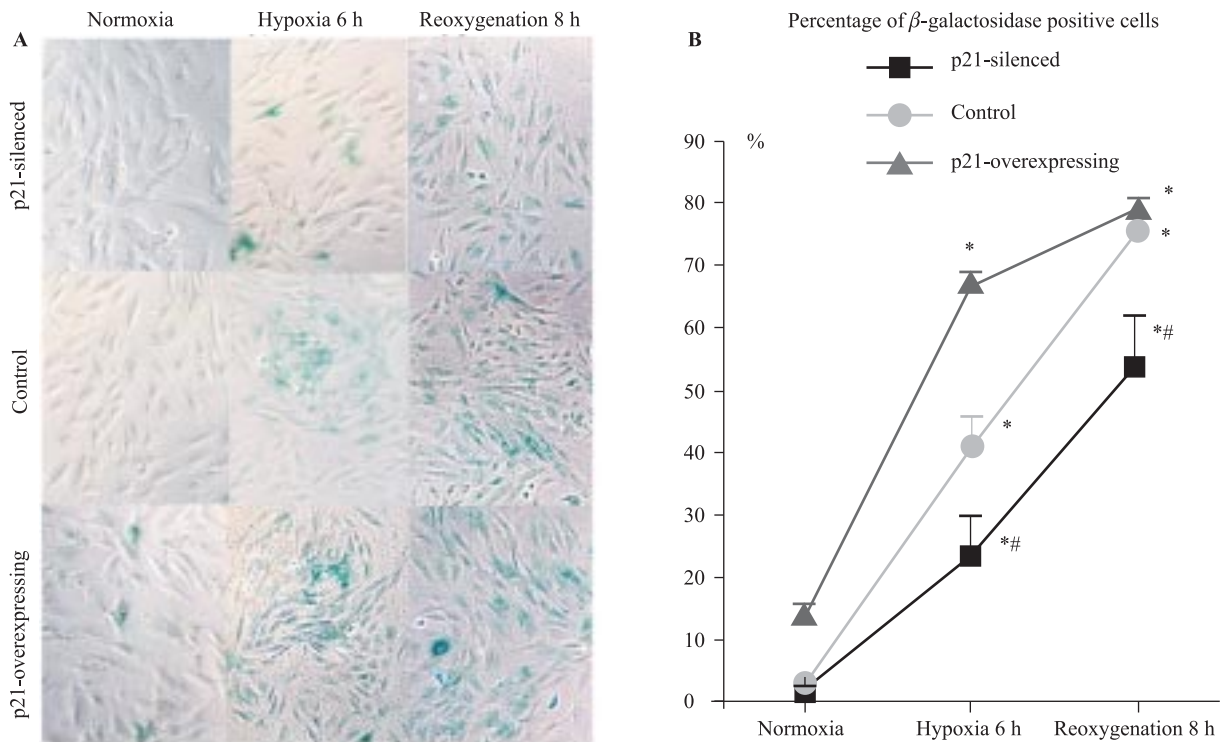 A
Normoxia
Hypoxia 6 h
Reoxygenation 8 h
p21-silenced
Control
p21-overexpressing
B
Percentage of β-galactosidase positive cells
p21-silenced
Control
p21-overexpressing
%
90
80
70
60
50
40
30
20
10
0
*
*
*
*
*#
*#
Normoxia
Hypoxia 6 h
Reoxygenation 8 h